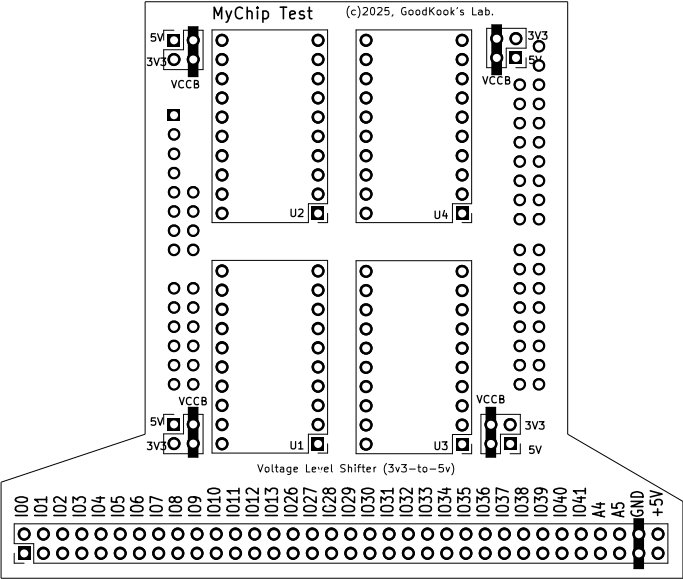 MyChip Test (c)2025, GoodKook's Lab.
5V
3V3
VCCB
3V3
5V
VCCB
U2
U4
VCCB
5V
3V3
VCCB
3V3
5V
U1
U3
Voltage Level Shifter (3v3-to-5v)
IO0 IO1 IO2 IO3 IO4 IO5 IO6 IO7 IO8 IO9 IO10 IO11 IO12 IO13 IO26 IO27 IO28 IO29 IO30 IO31 IO32 IO33 IO34 IO35 IO36 IO37 IO38 IO39 IO40 IO41 A4 A5 GND +5V